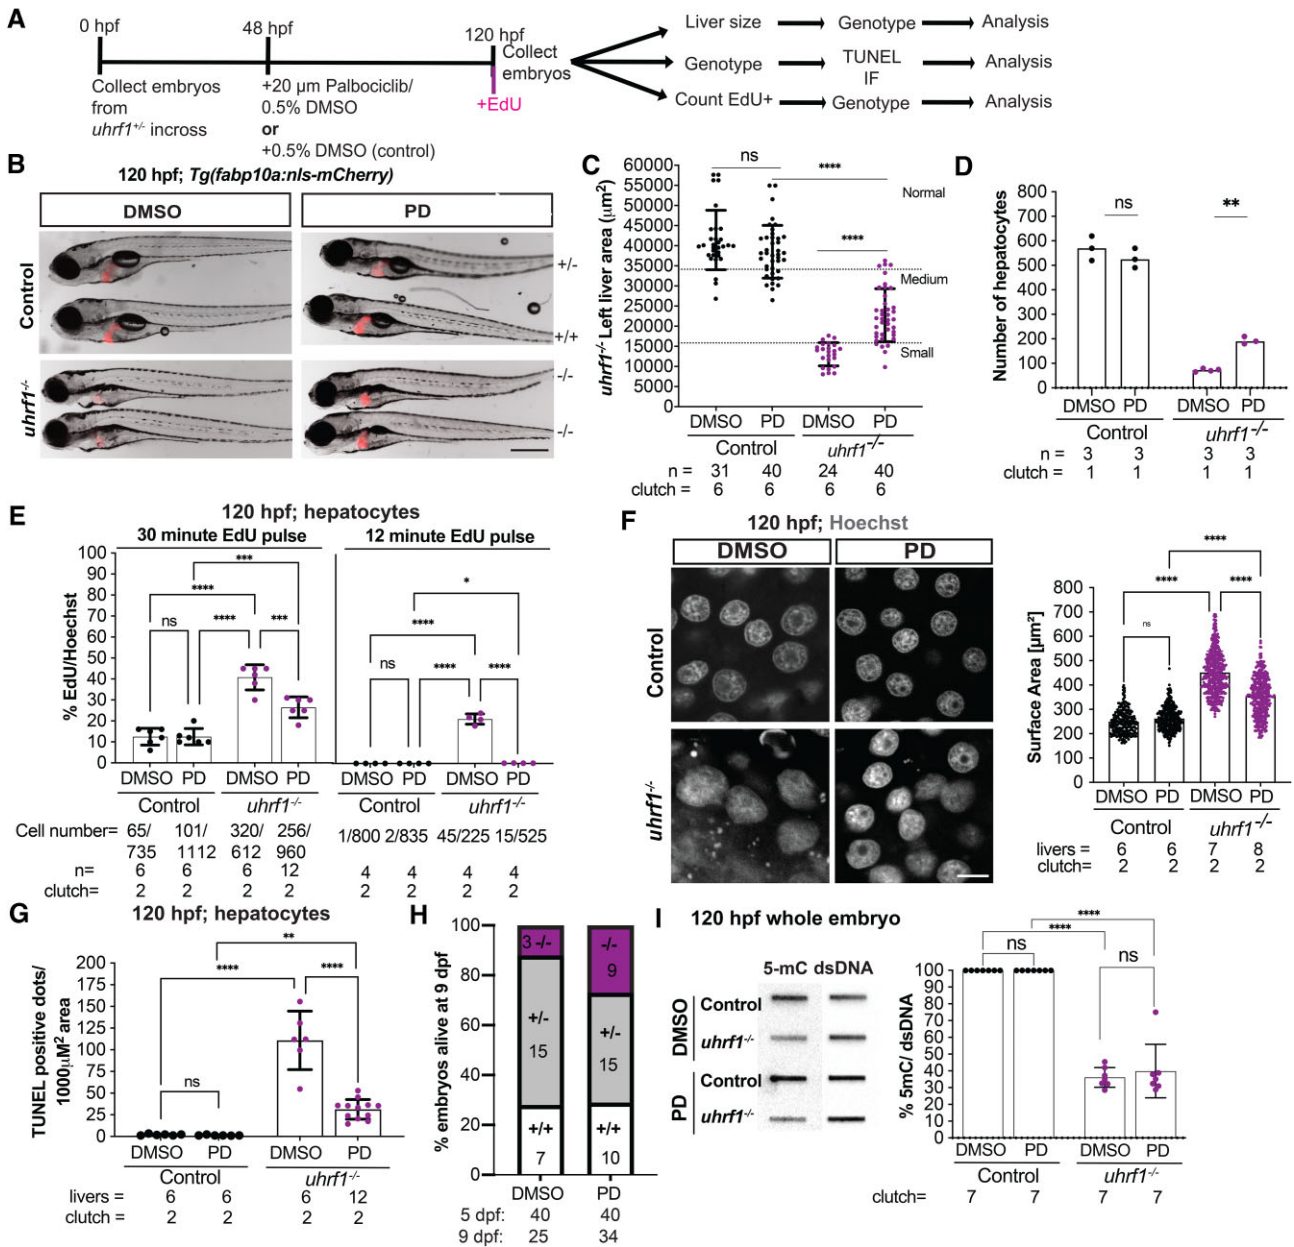 A
0 hpf
48 hpf
120 hpf
Collect embryos
from
uhrf1+/- incross
+20 µm Palbociclib/
0.5% DMSO
or
+0.5% DMSO (control)
Collect
embryos
+EdU
Liver size
Genotype
Analysis
Genotype
TUNEL
IF
Analysis
Count EdU+
Genotype
Analysis
B
120 hpf; Tg(fabp10a:nls-mCherry)
DMSO
PD
Control
uhrf1-/-
+/-
+/+
-/-
-/-
C
uhrf1-/- Left liver area (µm2)
60000
55000
50000
45000
40000
35000
30000
25000
20000
15000
10000
5000
0
ns
****
****
Normal
Medium
Small
DMSO PD DMSO PD
Control uhrf1-/-
n = 31 40 24 40
clutch = 6 6 6 6
D
Number of hepatocytes
800
700
600
500
400
300
200
100
0
ns
**
DMSO PD DMSO PD
Control uhrf1-/-
n = 3 3 3 3
clutch = 1 1 1 1
E
120 hpf; hepatocytes
30 minute EdU pulse
12 minute EdU pulse
% EdU/Hoechst
100
90
80
70
60
50
40
30
20
10
0
***
****
ns
****
***
*
****
ns
****
****
DMSO PD DMSO PD DMSO PD DMSO PD
Control uhrf1-/- Control uhrf1-/-
Cell number= 65/ 101/ 320/ 256/ 1/800 2/835 45/225 15/525
735 1112 612 960
n= 6 6 6 12 4 4 4 4
clutch= 2 2 2 2 2 2 2 2
F
120 hpf; Hoechst
DMSO
PD
Control
uhrf1-/-
Surface Area [µm²]
800
700
600
500
400
300
200
100
0
****
****
****
ns
DMSO PD DMSO PD
Control uhrf1-/-
livers = 6 6 7 8
clutch= 2 2 2 2
G
120 hpf; hepatocytes
TUNEL positive dots/
1000µM2 area
200
175
150
125
100
75
50
25
0
**
****
****
ns
DMSO PD DMSO PD
Control uhrf1-/-
livers = 6 6 6 12
clutch = 2 2 2 2
H
% embryos alive at 9 dpf
100
80
60
40
20
0
3 -/-
+/-
15
+/+
7
-/-
9
+/-
15
+/+
10
DMSO PD
5 dpf: 40 40
9 dpf: 25 34
I
120 hpf whole embryo
5-mC dsDNA
DMSO
Control
uhrf1-/-
PD
Control
uhrf1-/-
% 5mC/ dsDNA
100
90
80
70
60
50
40
30
20
10
0
****
****
ns
ns
DMSO PD DMSO PD
Control uhrf1-/-
clutch= 7 7 7 7